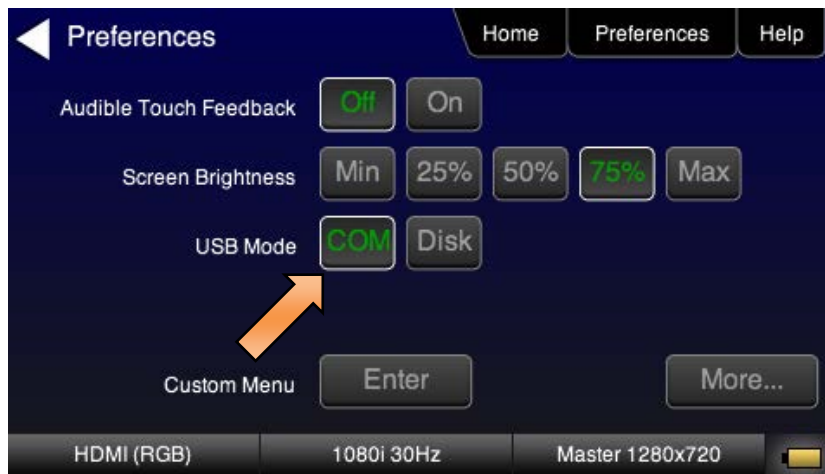 Preferences Home Preferences Help
Audible Touch Feedback Off On
Screen Brightness Min 25% 50% 75% Max
USB Mode COM Disk
Custom Menu Enter More...
HDMI (RGB) 1080i 30Hz Master 1280x720